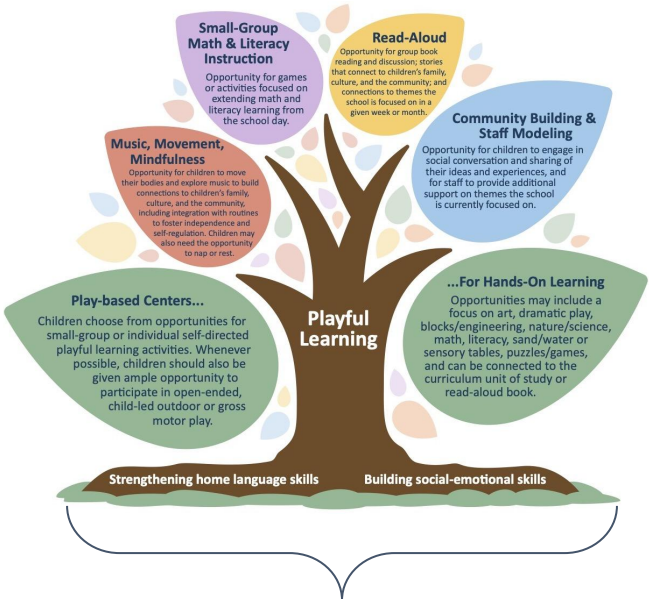 Small-Group
Math & Literacy
Instruction
Opportunity for games
or activities focused on
extending math and
literacy learning from
the school day.
Read-Aloud
Opportunity for group book
reading and discussion; stories
that connect to children's family,
culture, and the community; and
connections to themes the
school is focused on in a
given week or month.
Music, Movement,
Mindfulness
Opportunity for children to move
their bodies and explore music to build
connections to children's family,
culture, and the community,
including integration with routines
to foster independence and
self-regulation. Children may
also need the opportunity
to nap or rest.
Community Building &
Staff Modeling
Opportunity for children to engage in
social conversation and sharing of
their ideas and experiences, and
for staff to provide additional
support on themes the school
is currently focused on.
Play-based Centers...
Children choose from opportunities for
small-group or individual self-directed
playful learning activities. Whenever
possible, children should also be
given ample opportunity to
participate in open-ended,
child-led outdoor or gross
motor play.
...For Hands-On Learning
Opportunities may include a
focus on art, dramatic play,
blocks/engineering, nature/science,
math, literacy, sand/water or
sensory tables, puzzles/games,
and can be connected to the
curriculum unit of study or
read-aloud book.
Playful
Learning
Strengthening home language skills
Building social-emotional skills